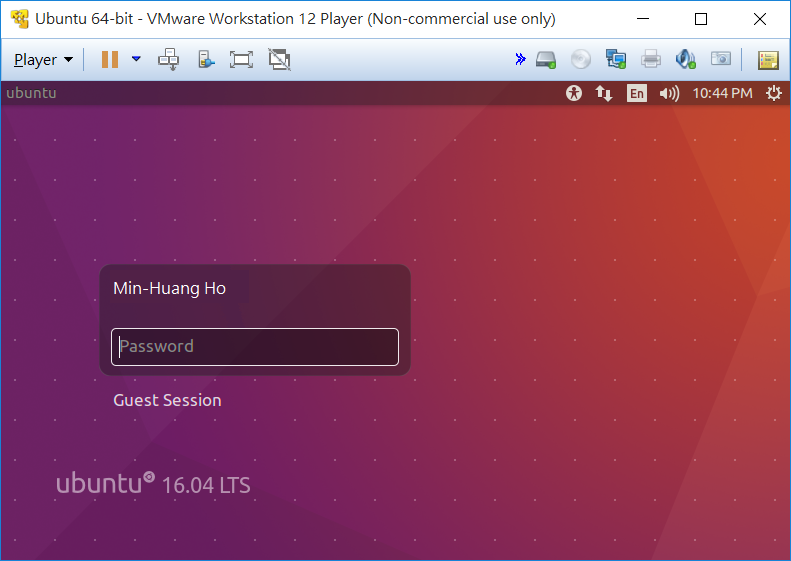 Ubuntu 64-bit - VMware Workstation 12 Player (Non-commercial use only)
Player
ubuntu
En
10:44 PM
Min-Huang Ho
Password
Guest Session
ubuntu 16.04 LTS